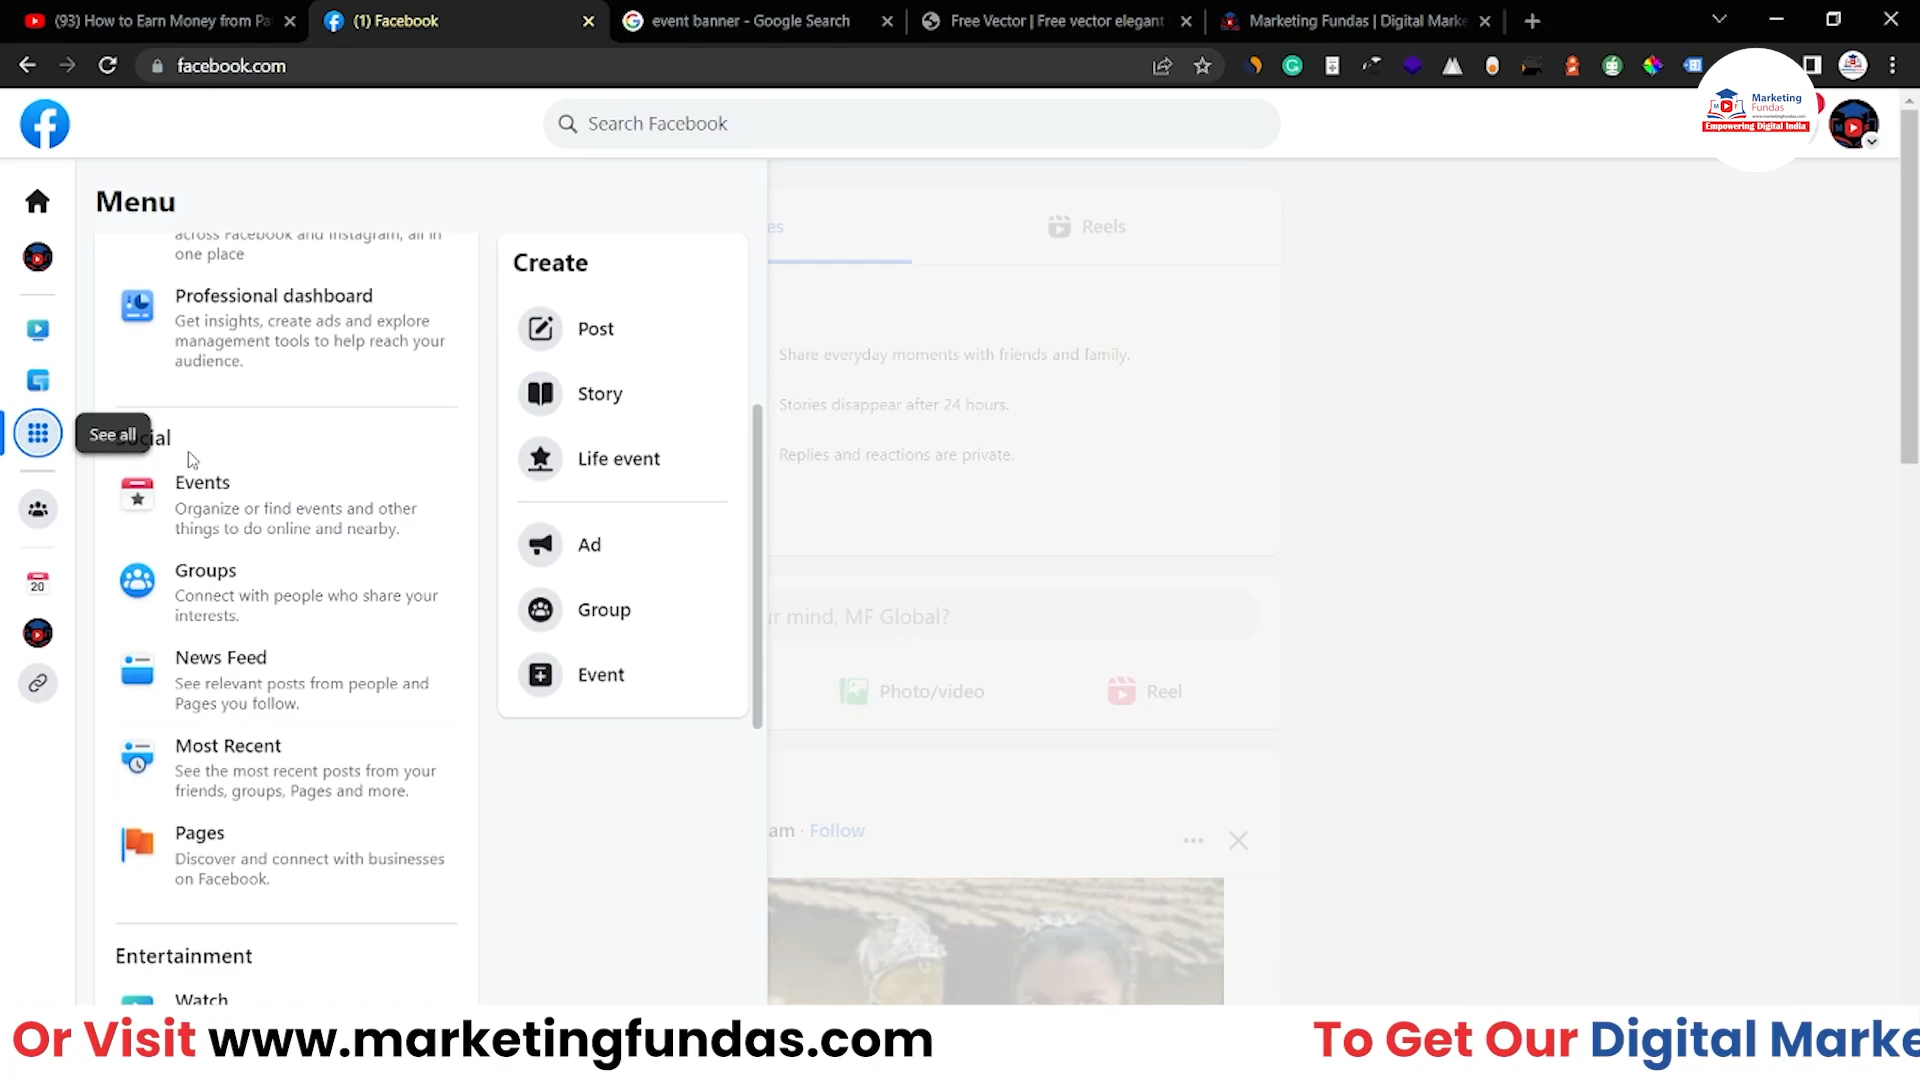 (93) How to Earn Money from Pa
(1) Facebook
event banner - Google Search
Free Vector | Free vector elegant
Marketing Fundas | Digital Marke
facebook.com
Search Facebook
Marketing
Fundas
www.marketingfundas.com
Empowering Digital India
Menu
across Facebook and Instagram, all in
one place
Professional dashboard
Get insights, create ads and explore
management tools to help reach your
audience.
See all
cial
Events
Organize or find events and other
things to do online and nearby.
Groups
Connect with people who share your
interests.
News Feed
See relevant posts from people and
Pages you follow.
Most Recent
See the most recent posts from your
friends, groups, Pages and more.
Pages
Discover and connect with businesses
on Facebook.
Entertainment
Watch
20
Create
Post
Story
Life event
Ad
Group
Event
es
Reels
Share everyday moments with friends and family.
Stories disappear after 24 hours.
Replies and reactions are private.
ur mind, MF Global?
Photo/video
Reel
am · Follow
Or Visit www.marketingfundas.com
To Get Our Digital Marke